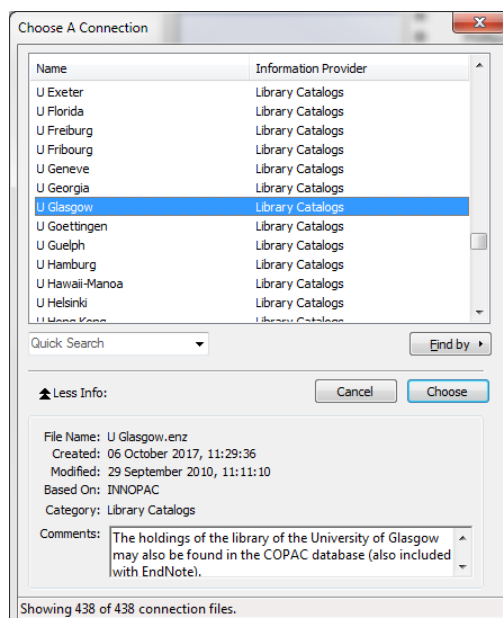 Choose A Connection
Name Information Provider
U Exeter Library Catalogs
U Florida Library Catalogs
U Freiburg Library Catalogs
U Fribourg Library Catalogs
U Geneve Library Catalogs
U Georgia Library Catalogs
U Glasgow Library Catalogs
U Goettingen Library Catalogs
U Guelph Library Catalogs
U Hamburg Library Catalogs
U Hawaii-Manoa Library Catalogs
U Helsinki Library Catalogs
U Hong Kong Library Catalogs
Quick Search Find by
Less Info: Cancel Choose
File Name: U Glasgow.enz
Created: 06 October 2017, 11:29:36
Modified: 29 September 2010, 11:11:10
Based On: INNOPAC
Category: Library Catalogs
Comments: The holdings of the library of the University of Glasgow
may also be found in the COPAC database (also included
with EndNote).
Showing 438 of 438 connection files.